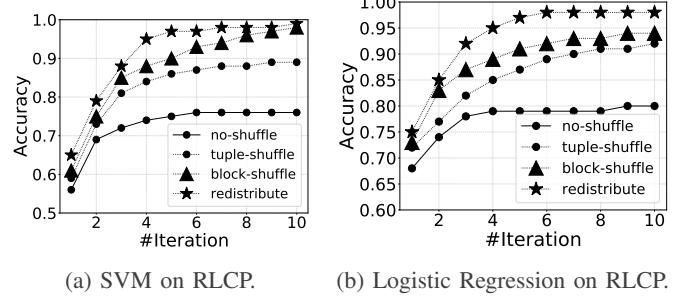 1.0
0.9
0.8
0.7
0.6
0.5
Accuracy
2 4 6 8 10
#Iteration
no-shuffle
tuple-shuffle
block-shuffle
redistribute
(a) SVM on RLCP.
1.00
0.95
0.90
0.85
0.80
0.75
0.70
0.65
0.60
Accuracy
2 4 6 8 10
#Iteration
no-shuffle
tuple-shuffle
block-shuffle
redistribute
(b) Logistic Regression on RLCP.